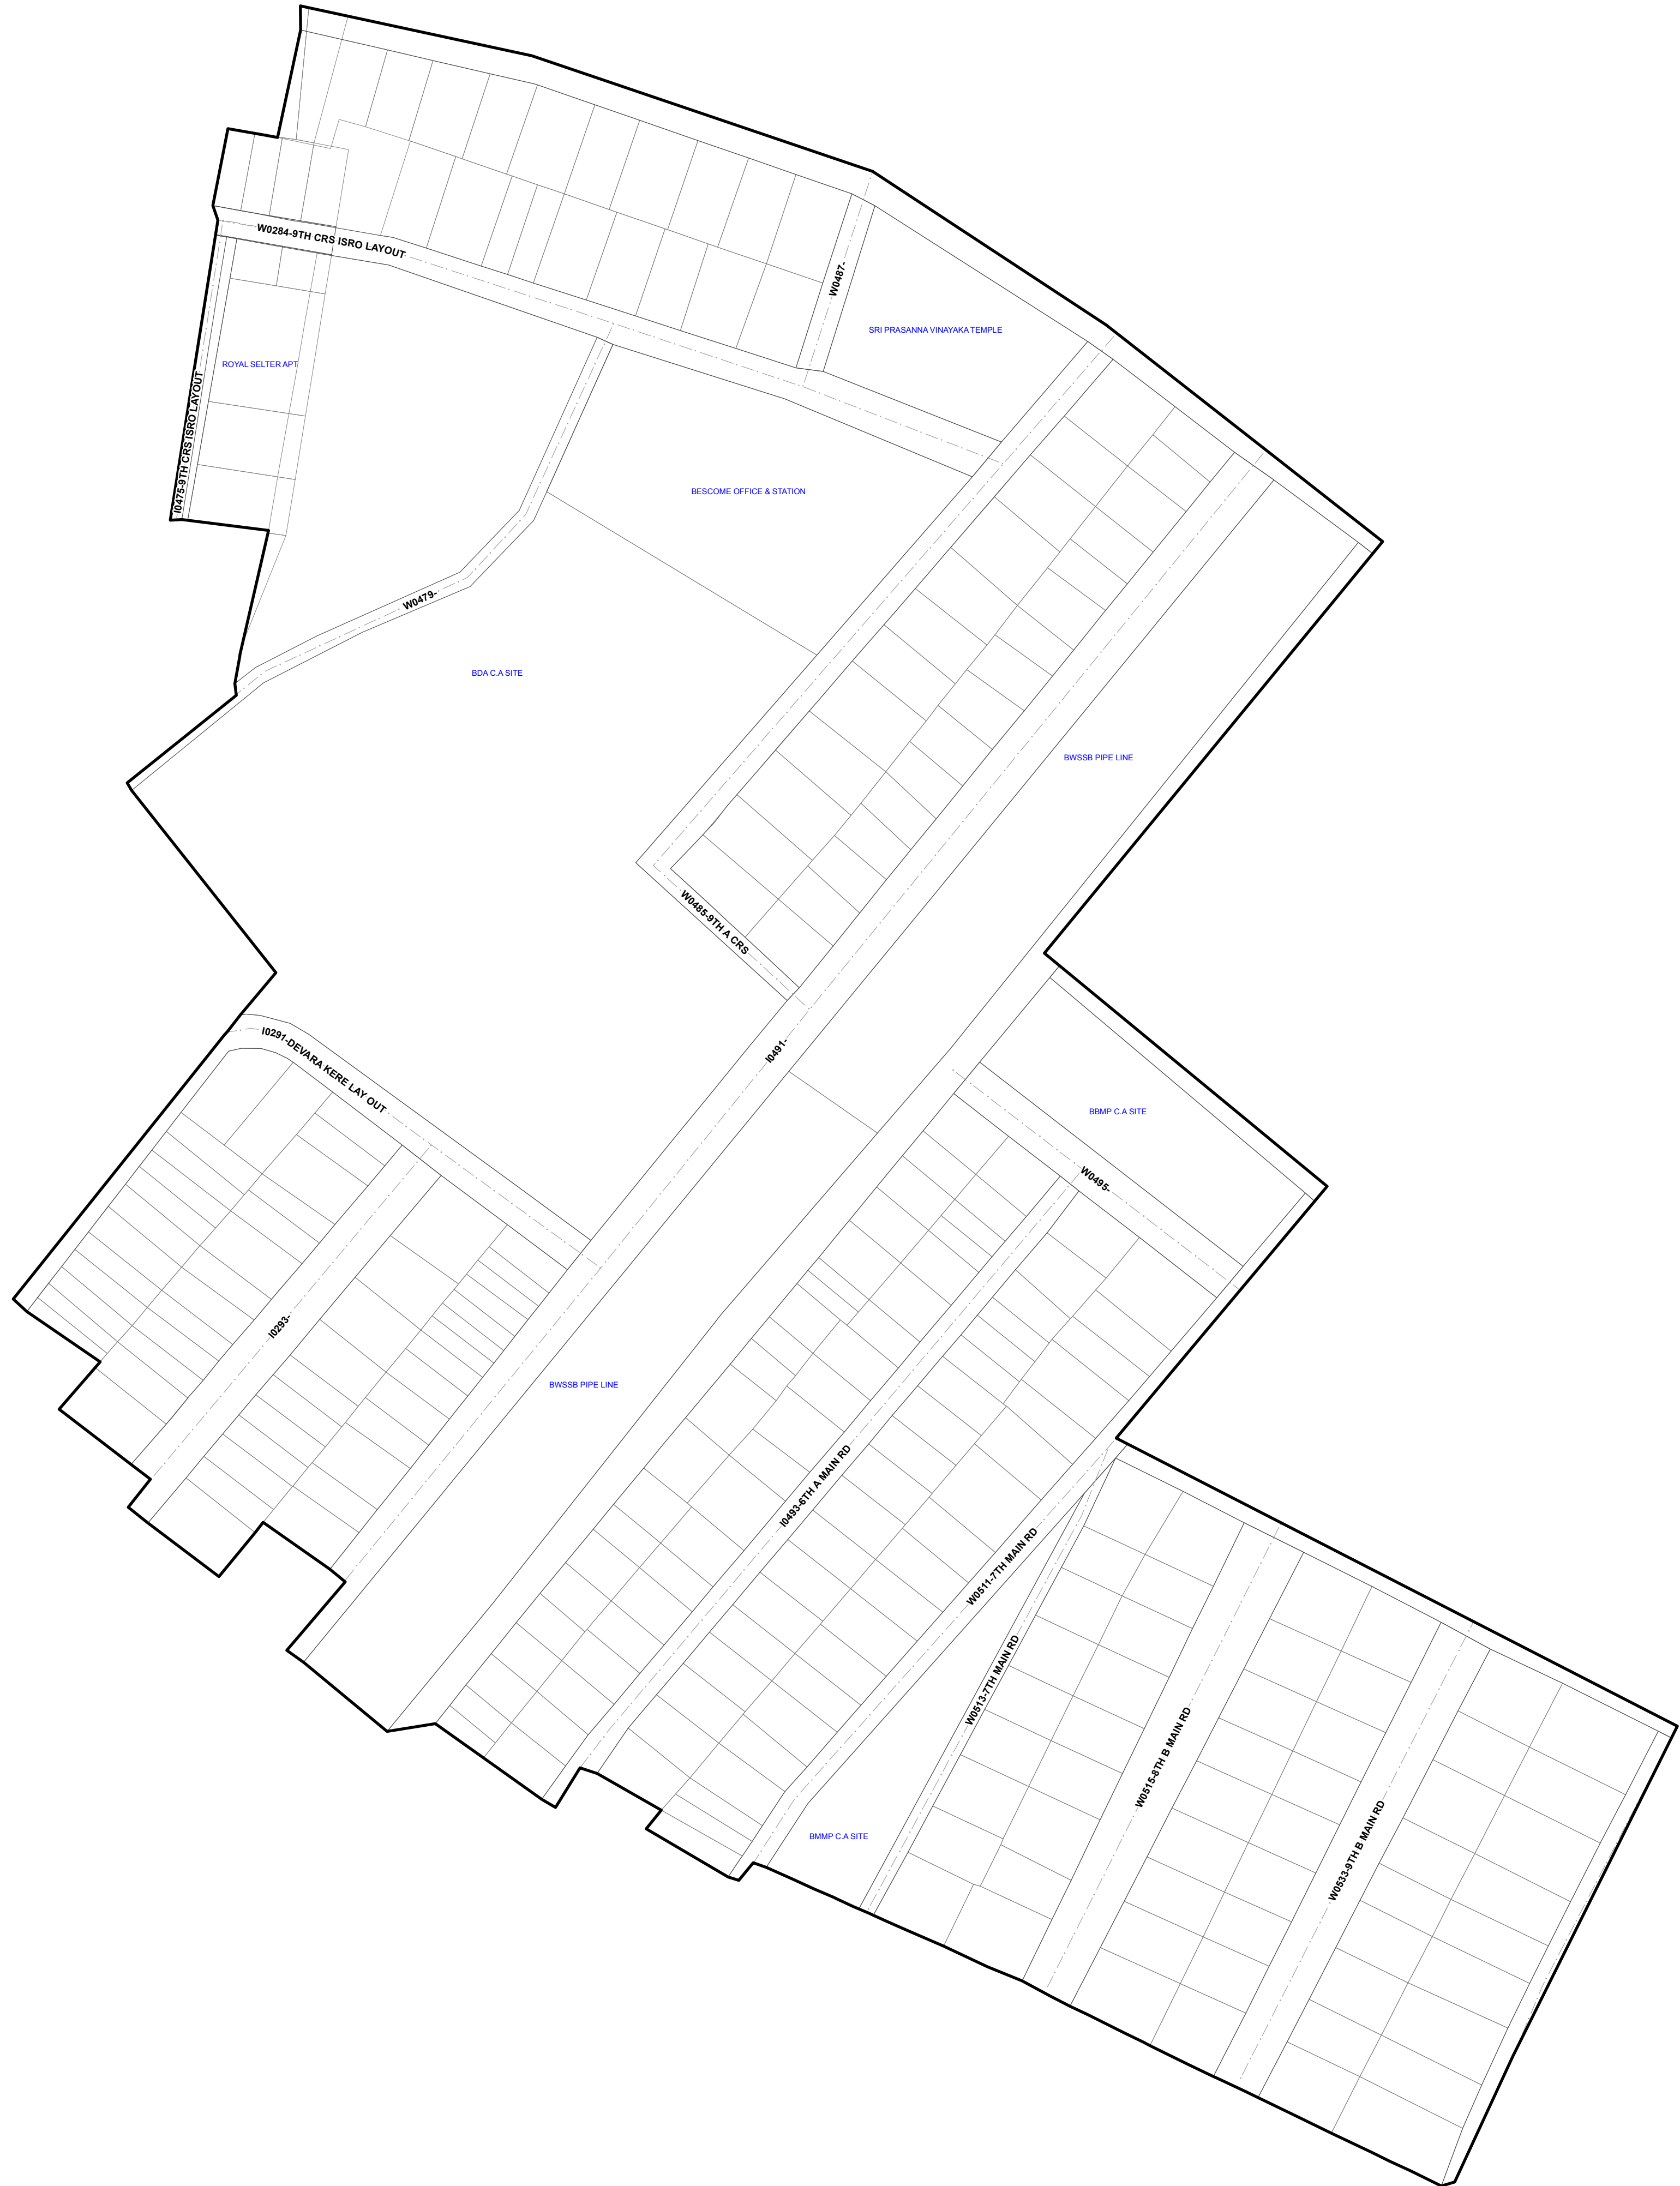 W0284-9TH CRS ISRO LAYOUT
W0487-
SRI PRASANNA VINAYAKA TEMPLE
ROYAL SELTER APT
I0475-9TH CRS ISRO LAYOUT
BESCOME OFFICE & STATION
W0479-
BDA C.A SITE
BWSSB PIPE LINE
W0485-9TH A CRS
I0491-
I0291-DEVARA KERE LAY OUT
BBMP C.A SITE
W0495-
I0293-
BWSSB PIPE LINE
I0493-6TH A MAIN RD
W0511-7TH MAIN RD
W0513-7TH MAIN RD
W0515-8TH B MAIN RD
BMMP C.A SITE
W0533-9TH B MAIN RD